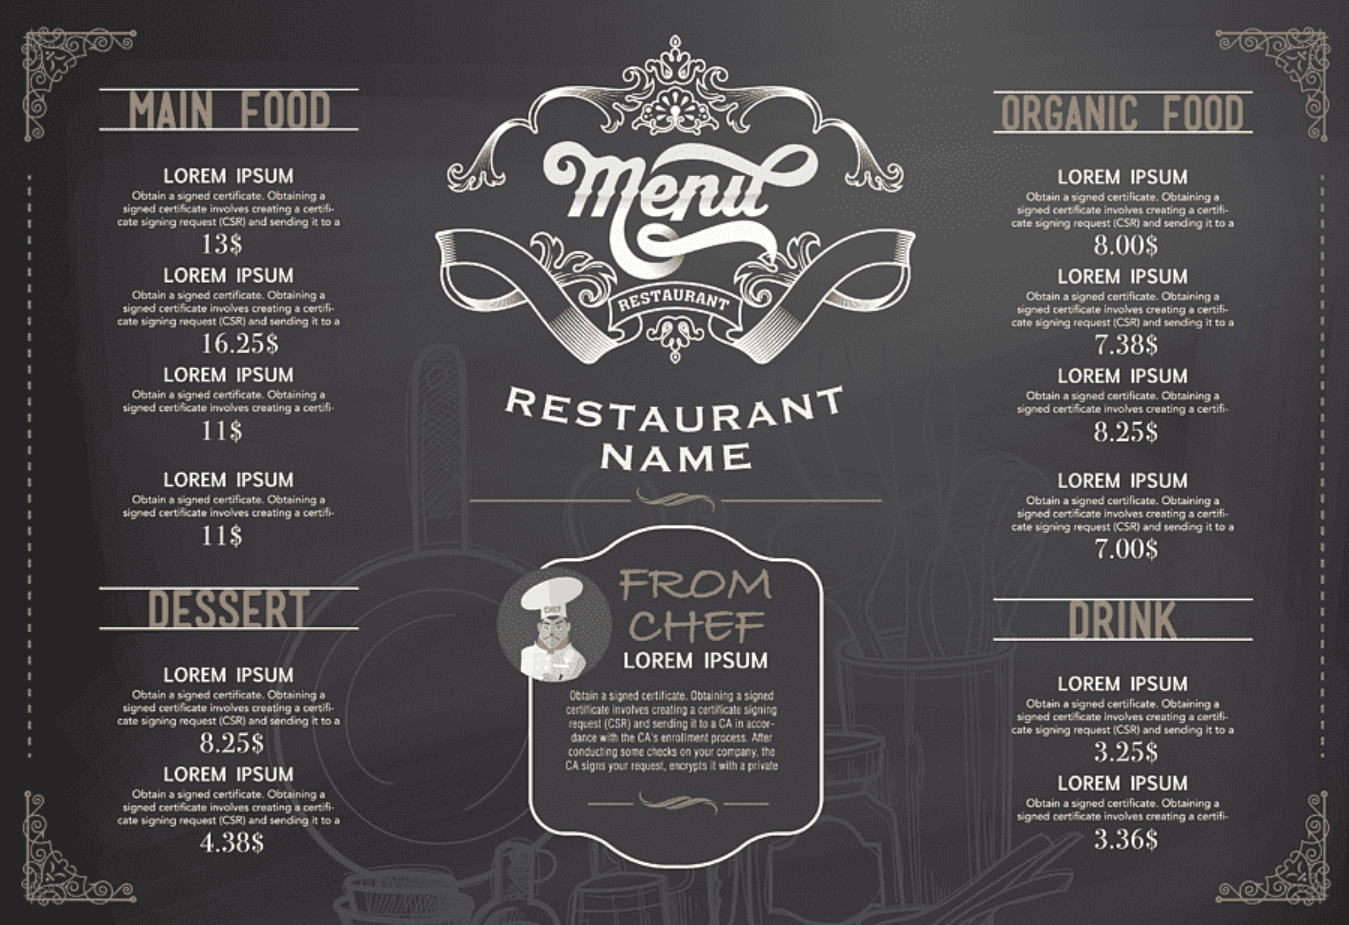 MAIN FOOD
LOREM IPSUM
Obtain a signed certificate. Obtaining a
signed certificate involves creating a certifi-
cate signing request (CSR) and sending it to a
13$
LOREM IPSUM
Obtain a signed certificate. Obtaining a
signed certificate involves creating a certifi-
cate signing request (CSR) and sending it to a
16.25$
LOREM IPSUM
Obtain a signed certificate. Obtaining a
signed certificate involves creating a certifi-
11$
LOREM IPSUM
Obtain a signed certificate. Obtaining a
signed certificate involves creating a certifi-
11$
DESSERT
LOREM IPSUM
Obtain a signed certificate. Obtaining a
signed certificate involves creating a certifi-
cate signing request (CSR) and sending it to a
8.25$
LOREM IPSUM
Obtain a signed certificate. Obtaining a
signed certificate involves creating a certifi-
cate signing request (CSR) and sending it to a
4.38$
Menu
RESTAURANT
RESTAURANT
NAME
CHEF
FROM
CHEF
LOREM IPSUM
Obtain a signed certificate. Obtaining a signed
certificate involves creating a certificate signing
request (CSR) and sending it to a CA in accor-
dance with the CA's enrollment process. After
conducting some checks on your company, the
CA signs your request, encrypts it with a private
ORGANIC FOOD
LOREM IPSUM
Obtain a signed certificate. Obtaining a
signed certificate involves creating a certifi-
cate signing request (CSR) and sending it to a
8.00$
LOREM IPSUM
Obtain a signed certificate. Obtaining a
signed certificate involves creating a certifi-
cate signing request (CSR) and sending it to a
7.38$
LOREM IPSUM
Obtain a signed certificate. Obtaining a
signed certificate involves creating a certifi-
8.25$
LOREM IPSUM
Obtain a signed certificate. Obtaining a
signed certificate involves creating a certifi-
cate signing request (CSR) and sending it to a
7.00$
DRINK
LOREM IPSUM
Obtain a signed certificate. Obtaining a
signed certificate involves creating a certifi-
cate signing request (CSR) and sending it to a
3.25$
LOREM IPSUM
Obtain a signed certificate. Obtaining a
signed certificate involves creating a certifi-
3.36$